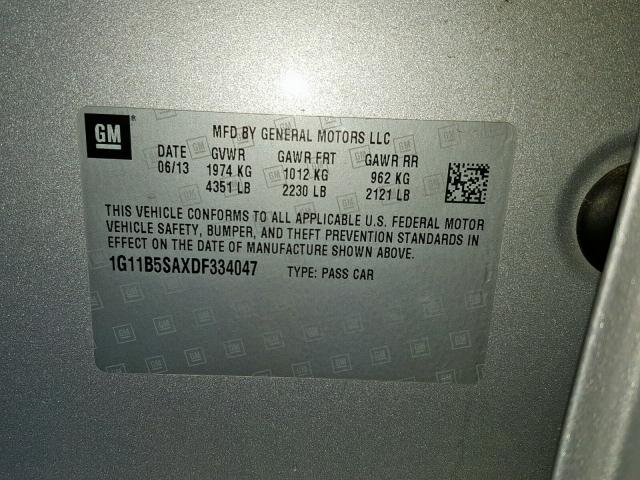 GM®
MFD BY GENERAL MOTORS LLC
DATE GVWR GAWR FRT GAWR RR
06/13 1974 KG 1012 KG 962 KG
4351 LB 2230 LB 2121 LB
THIS VEHICLE CONFORMS TO ALL APPLICABLE U.S. FEDERAL MOTOR
VEHICLE SAFETY, BUMPER, AND THEFT PREVENTION STANDARDS IN
EFFECT ON THE DATE OF MANUFACTURE SHOWN ABOVE.
1G11B5SAXDF334047 TYPE: PASS CAR